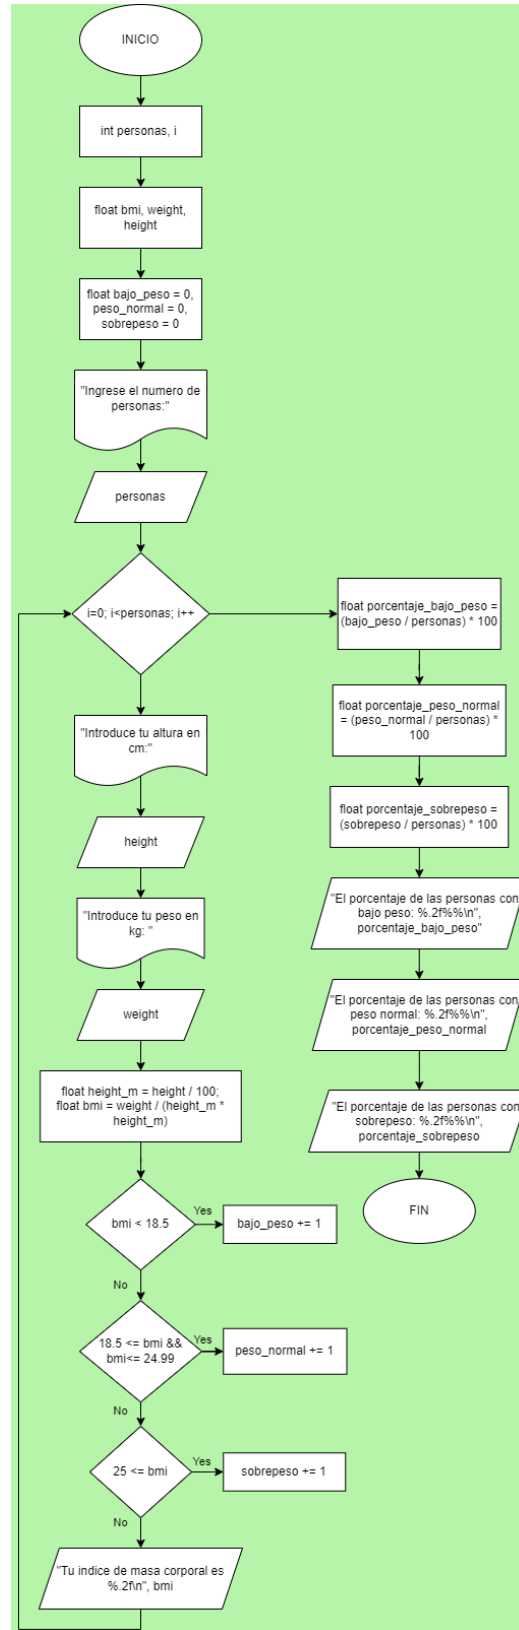 INICIO
int personas, i
float bmi, weight,
height
float bajo_peso = 0,
peso_normal = 0,
sobrepeso = 0
"Ingrese el numero de
personas:"
personas
i=0; i<personas; i++
"Introduce tu altura en
cm:"
height
"Introduce tu peso en
kg: "
weight
float height_m = height / 100;
float bmi = weight / (height_m *
height_m)
bmi < 18.5
Yes
bajo_peso += 1
No
18.5 <= bmi &&
bmi<= 24.99
Yes
peso_normal += 1
No
25 <= bmi
Yes
sobrepeso += 1
No
"Tu indice de masa corporal es
%.2f\n", bmi
float porcentaje_bajo_peso =
(bajo_peso / personas) * 100
float porcentaje_peso_normal
= (peso_normal / personas) *
100
float porcentaje_sobrepeso =
(sobrepeso / personas) * 100
"El porcentaje de las personas con
bajo peso: %.2f%%\n",
porcentaje_bajo_peso"
"El porcentaje de las personas con
peso normal: %.2f%%\n",
porcentaje_peso_normal
"El porcentaje de las personas con
sobrepeso: %.2f%%\n",
porcentaje_sobrepeso
FIN